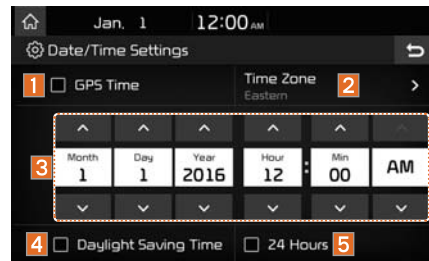 Jan. 1 12:00 AM
Date/Time Settings
1 GPS Time Time Zone 2
Eastern
Month Day Year Hour Min
3 1 1 2016 12 : 00 AM
4 Daylight Saving Time 24 Hours 5